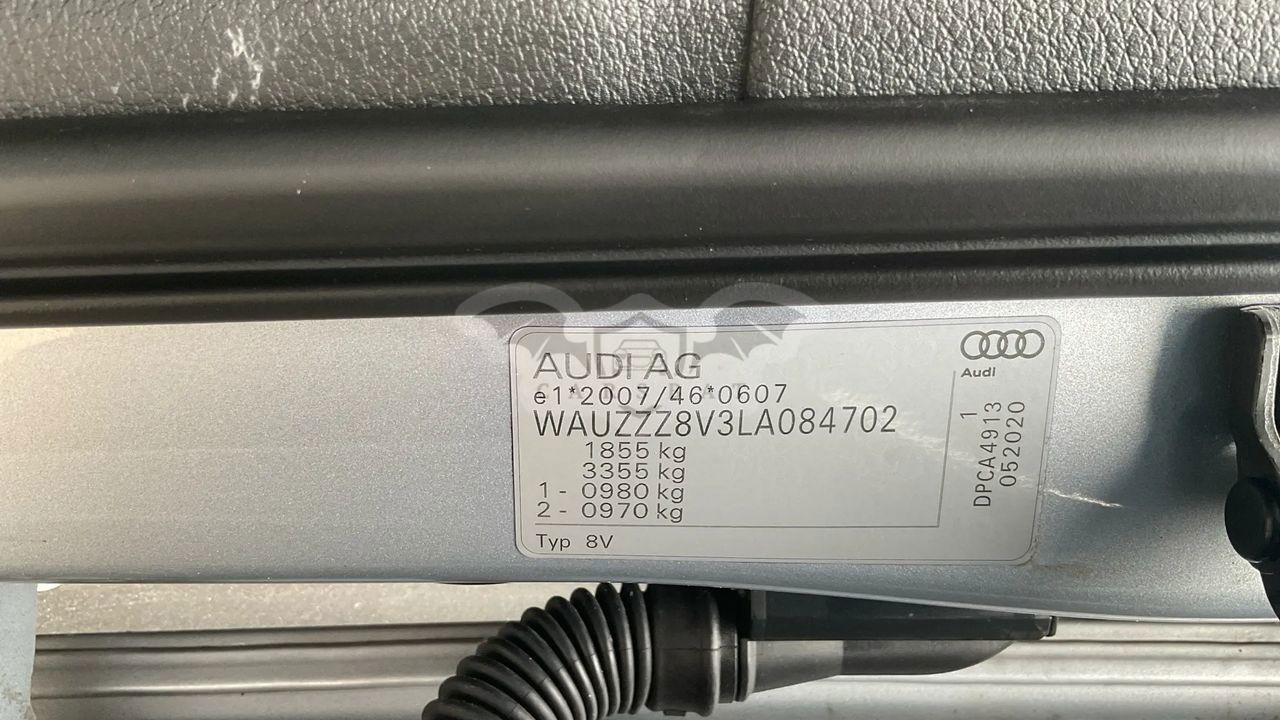 AUDI AG
e1*2007/46*0607
WAUZZZ8V3LA084702
1855 kg
3355 kg
1 - 0980 kg
2 - 0970 kg
Typ 8V
Audi
1
DPCA4913
052020